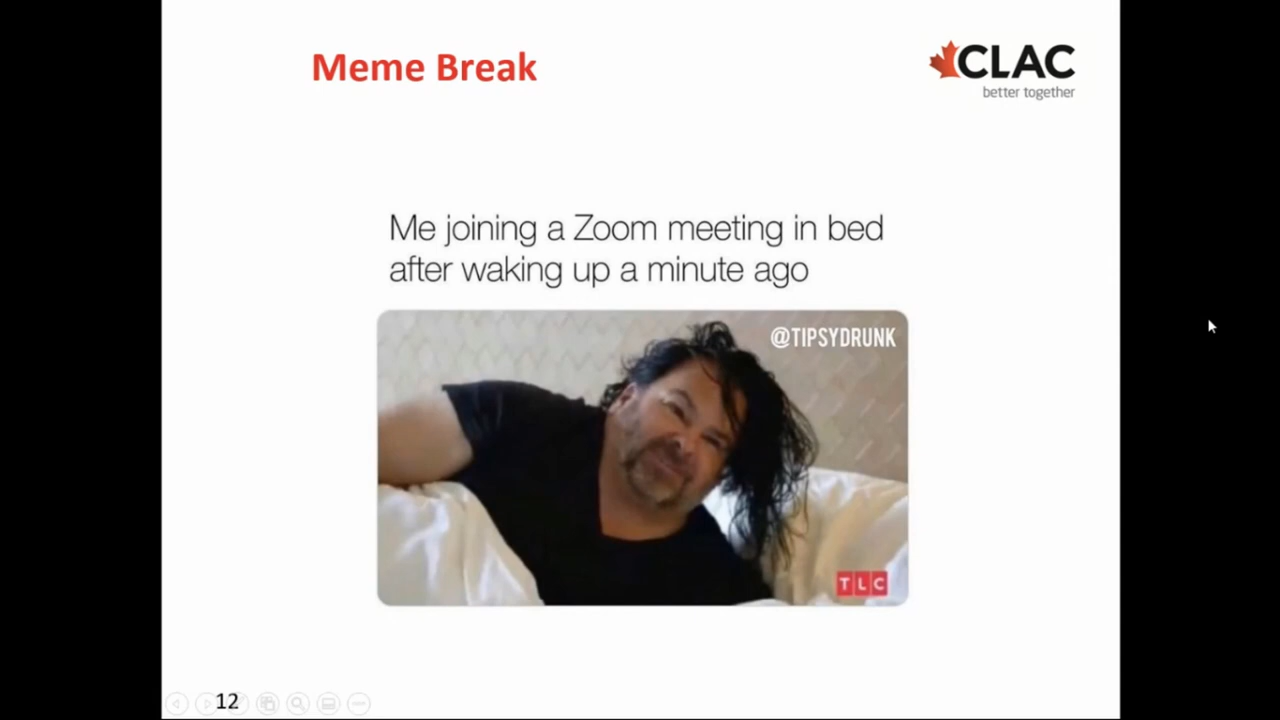 Meme Break
CLAC
better together
Me joining a Zoom meeting in bed
after waking up a minute ago
@TIPSYDRUNK
TLC
12